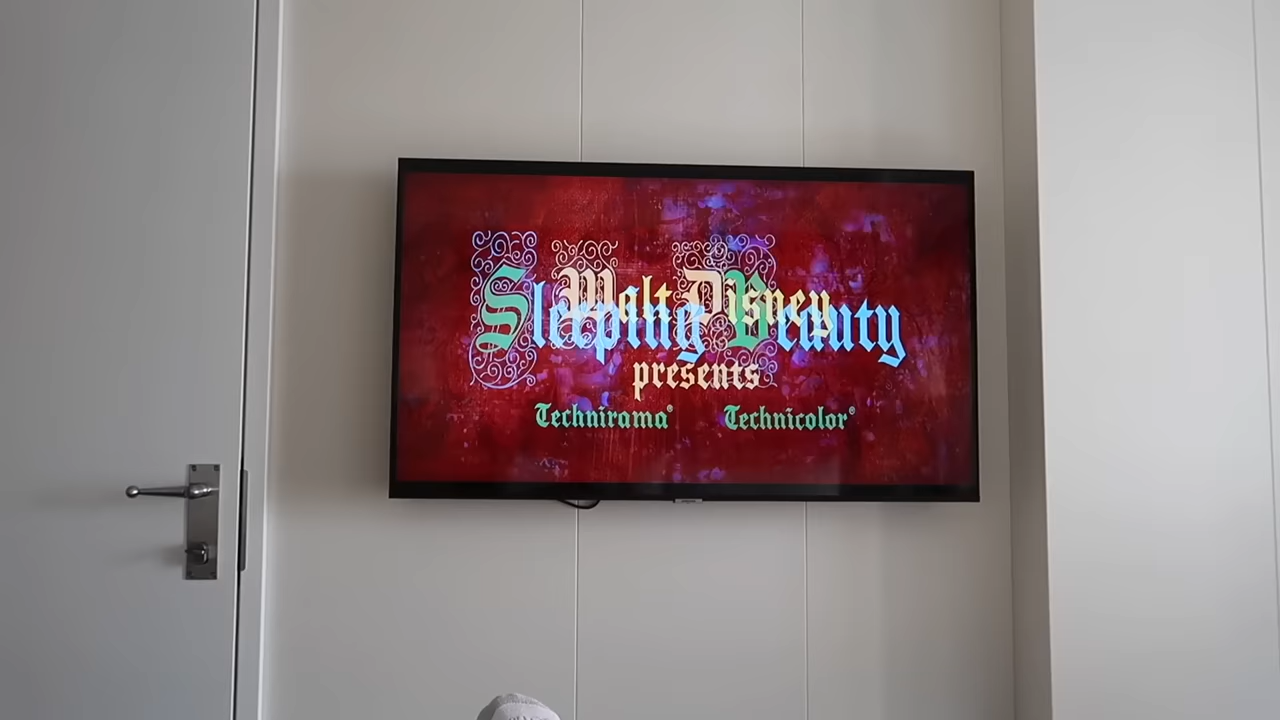 Walt Disney
Sleeping Beauty
presents
Technirama® Technicolor®